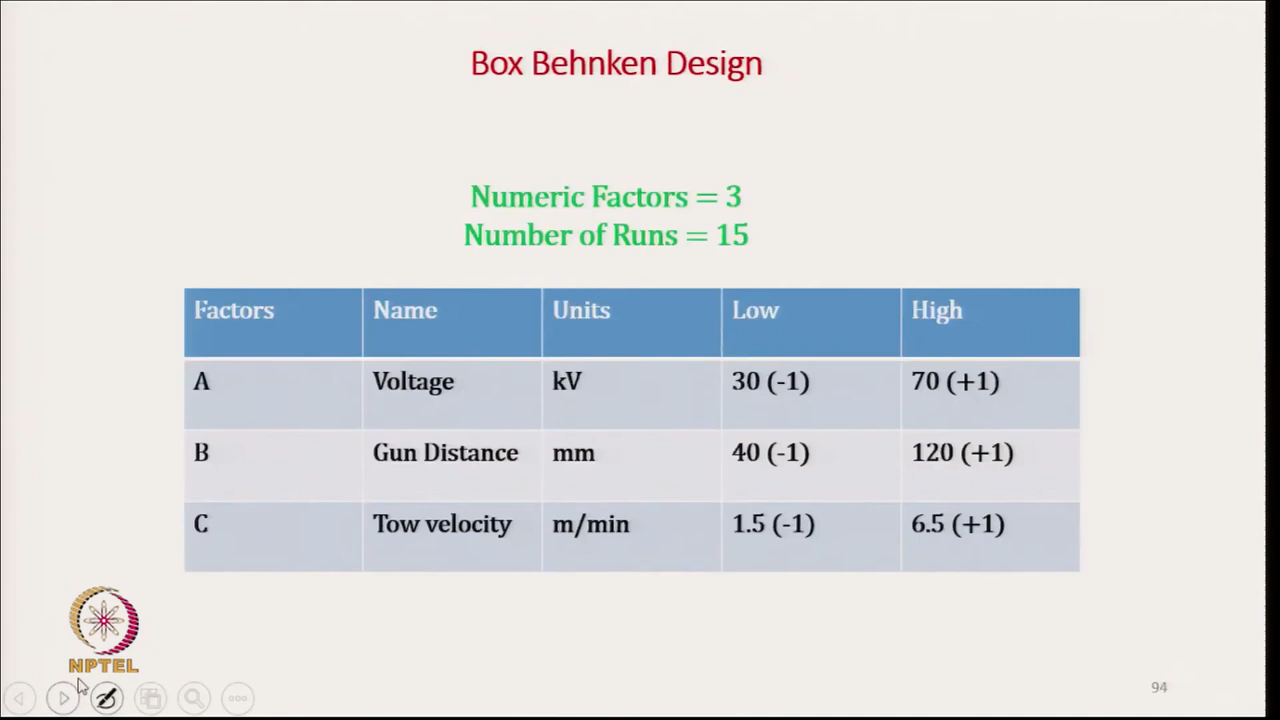 Box Behnken Design
Numeric Factors = 3
Number of Runs = 15
Factors Name Units Low High
A Voltage kV 30 (-1) 70 (+1)
B Gun Distance mm 40 (-1) 120 (+1)
C Tow velocity m/min 1.5 (-1) 6.5 (+1)
NPTEL
94